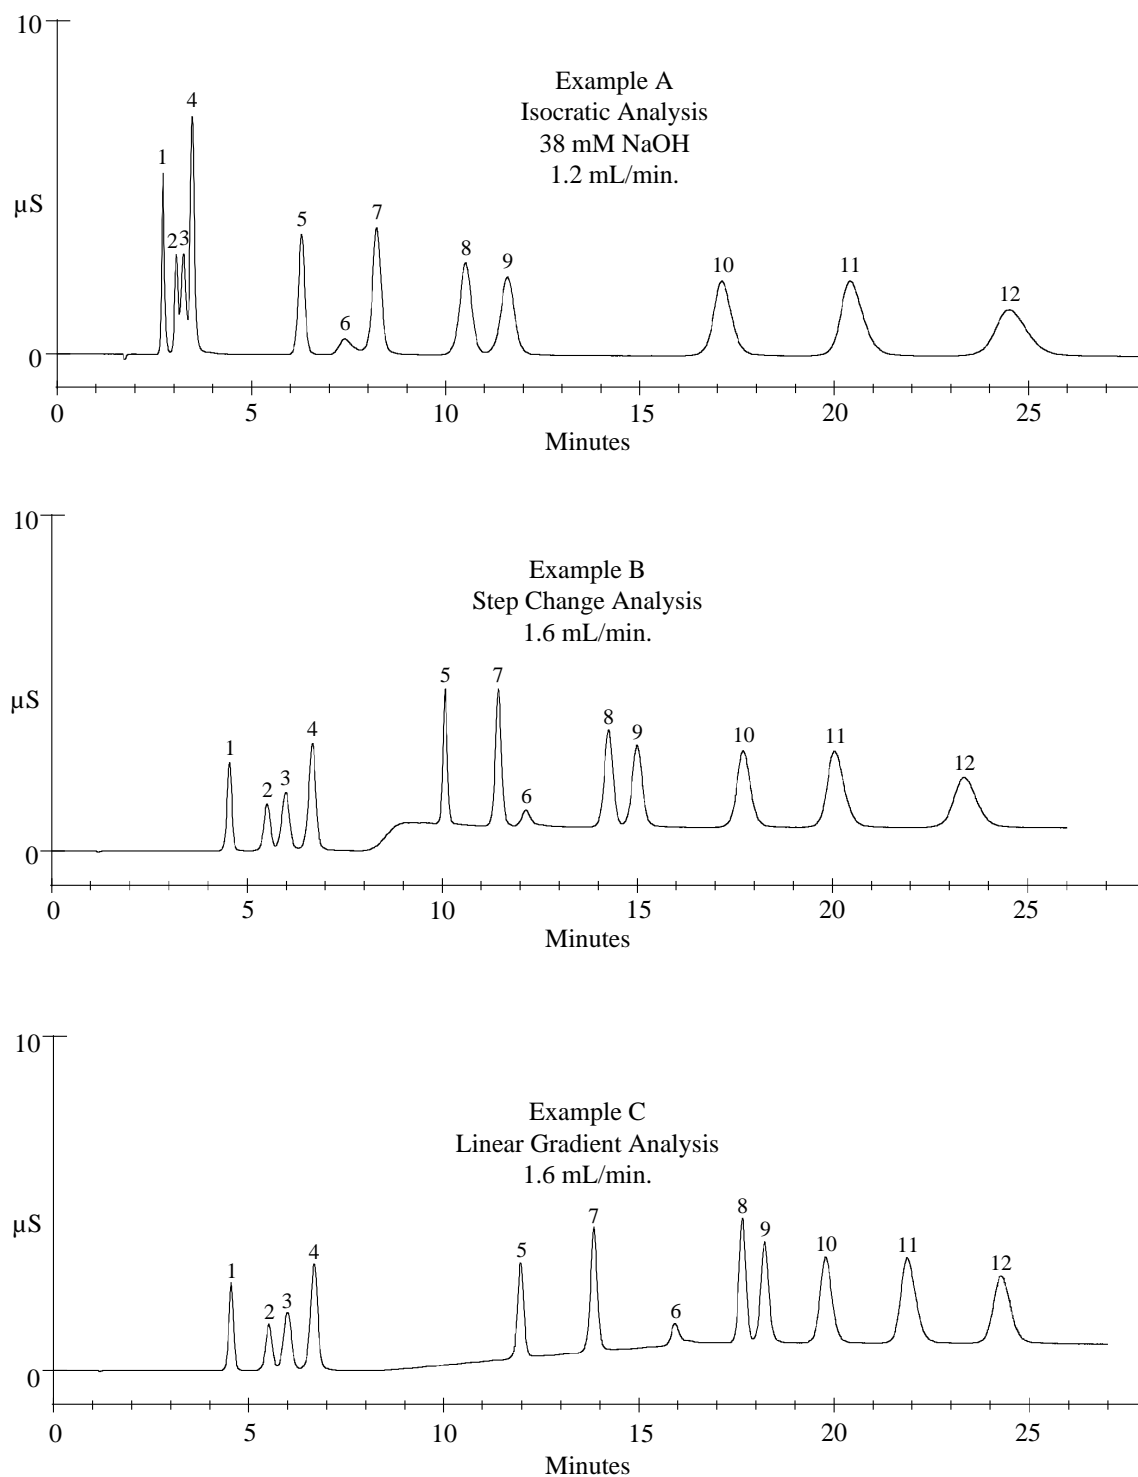 10
Example A
Isocratic Analysis
38 mM NaOH
1.2 mL/min.
µS
1
2
3
4
5
6
7
8
9
10
11
12
0
0 5 10 15 20 25
Minutes
10
Example B
Step Change Analysis
1.6 mL/min.
µS
1
2
3
4
5
7
6
8
9
10
11
12
0
0 5 10 15 20 25
Minutes
10
Example C
Linear Gradient Analysis
1.6 mL/min.
µS
1
2
3
4
5
7
6
8
9
10
11
12
0
0 5 10 15 20 25
Minutes